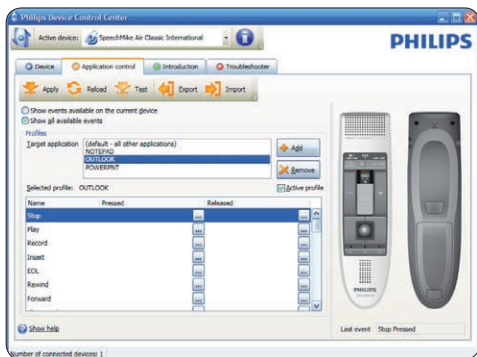 Philips Device Control Center
Active device: SpeechMike Air Classic International
PHILIPS
Device Application control Introduction Troubleshooter
Apply Reload Test Export Import
Show events available on the current device
Show all available events
Profiles
Target application
(default - all other applications)
NOTEPAD
OUTLOOK
POWERPNT
Add
Remove
Selected profile: OUTLOOK
Active profile
Name Pressed Released
Stop ... ...
Play ... ...
Record ... ...
Insert ... ...
EOL ... ...
Rewind ... ...
Forward ... ...
PHILIPS
Show help
Last event Stop Pressed
Number of connected devices: 1